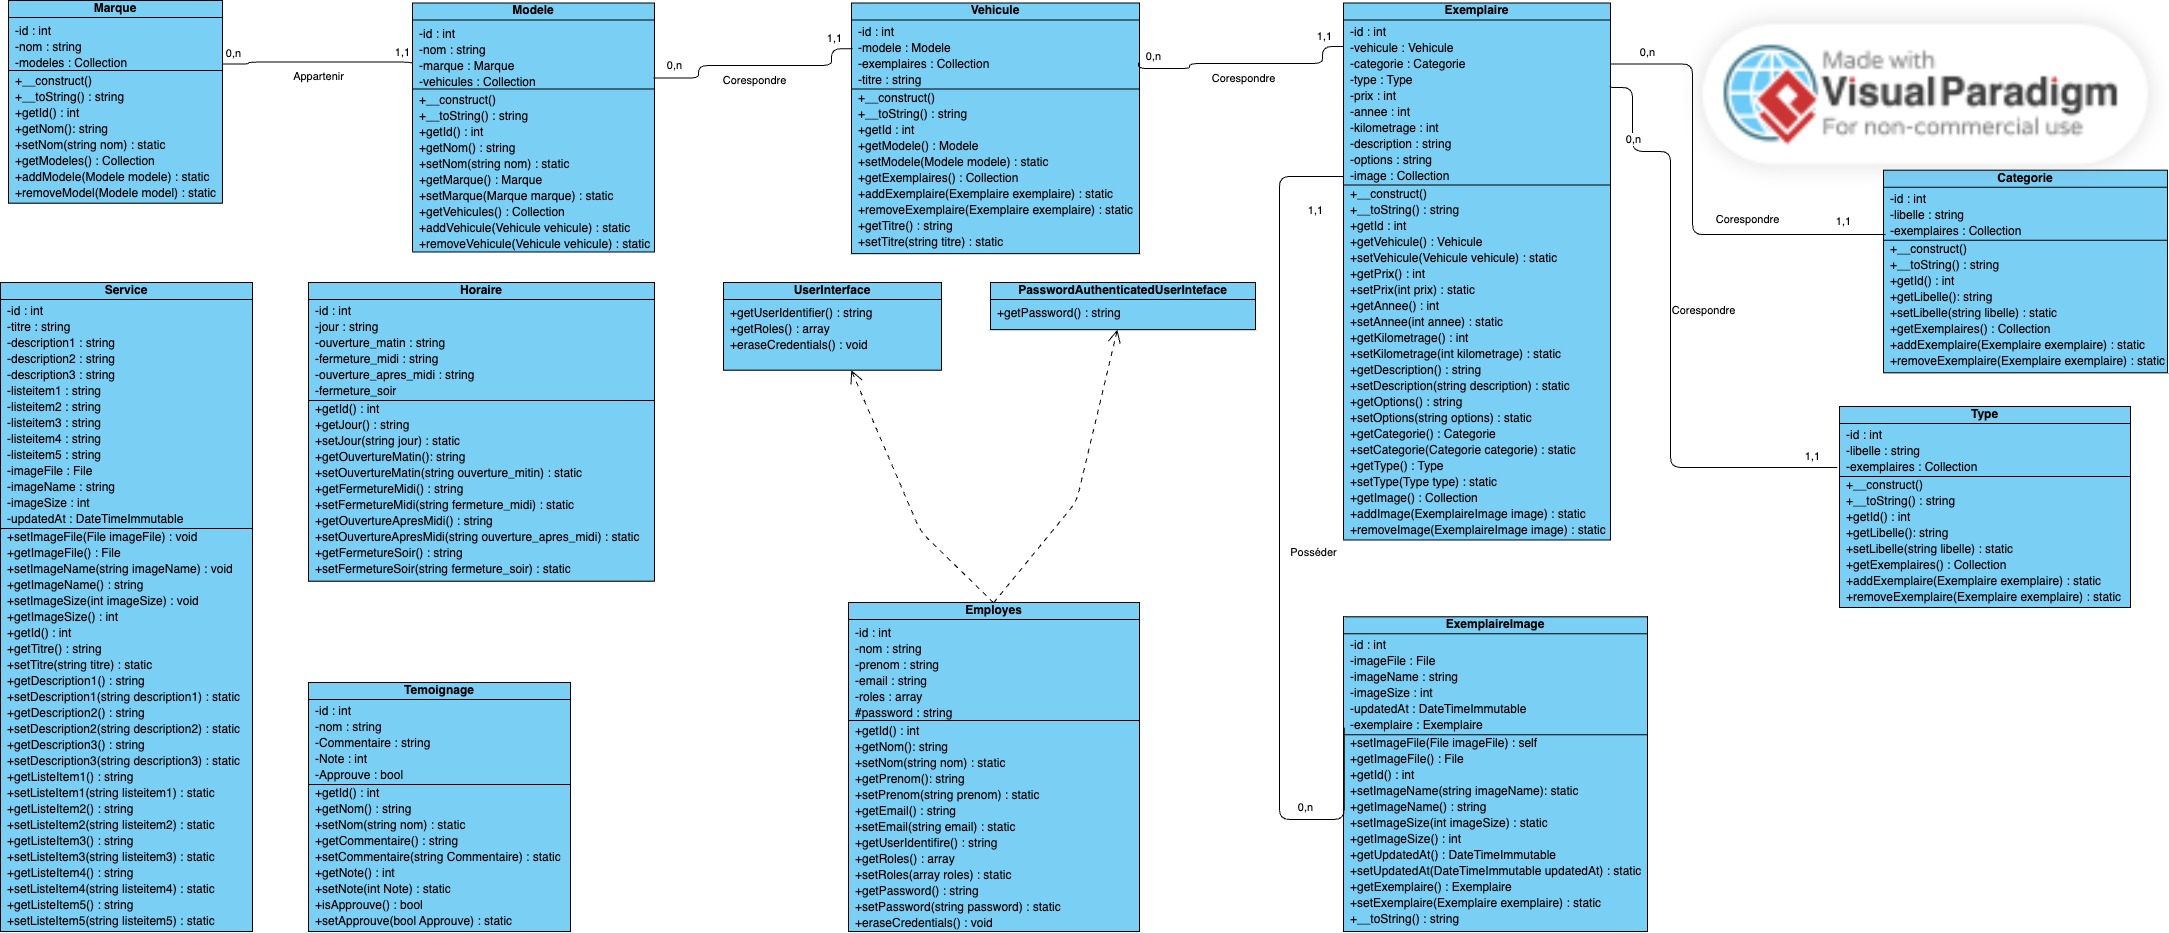 Marque
-id : int
-nom : string
-modeles : Collection
+__construct()
+__toString() : string
+getId() : int
+getNom(): string
+setNom(string nom) : static
+getModeles() : Collection
+addModele(Modele modele) : static
+removeModel(Modele model) : static
0,n
Appartenir
1,1
Modele
-id : int
-nom : string
-marque : Marque
-vehicules : Collection
+__construct()
+__toString() : string
+getId() : int
+getNom() : string
+setNom(string nom) : static
+getMarque() : Marque
+setMarque(Marque marque) : static
+getVehicules() : Collection
+addVehicule(Vehicule vehicule) : static
+removeVehicule(Vehicule vehicule) : static
0,n
Corespondre
1,1
Vehicule
-id : int
-modele : Modele
-exemplaires : Collection
-titre : string
+__construct()
+__toString() : string
+getId : int
+getModele() : Modele
+setModele(Modele modele) : static
+getExemplaires() : Collection
+addExemplaire(Exemplaire exemplaire) : static
+removeExemplaire(Exemplaire exemplaire) : static
+getTitre() : string
+setTitre(string titre) : static
0,n
Corespondre
1,1
Exemplaire
-id : int
-vehicule : Vehicule
-categorie : Categorie
-type : Type
-prix : int
-annee : int
-kilometrage : int
-description : string
-options : string
-image : Collection
+__construct()
+__toString() : string
+getId : int
+getVehicule() : Vehicule
+setVehicule(Vehicule vehicule) : static
+getPrix() : int
+setPrix(int prix) : static
+getAnnee() : int
+setAnnee(int annee) : static
+getKilometrage() : int
+setKilometrage(int kilometrage) : static
+getDescription() : string
+setDescription(string description) : static
+getOptions() : string
+setOptions(string options) : static
+getCategorie() : Categorie
+setCategorie(Categorie categorie) : static
+getType() : Type
+setType(Type type) : static
+getImage() : Collection
+addImage(ExemplaireImage image) : static
+removeImage(ExemplaireImage image) : static
0,n
Corespondre
1,1
0,n
Corespondre
1,1
Made with
Visual Paradigm
For non-commercial use
Categorie
-id : int
-libelle : string
-exemplaires : Collection
+__construct()
+__toString() : string
+getId() : int
+getLibelle(): string
+setLibelle(string libelle) : static
+getExemplaires() : Collection
+addExemplaire(Exemplaire exemplaire) : static
+removeExemplaire(Exemplaire exemplaire) : static
Type
-id : int
-libelle : string
-exemplaires : Collection
+__construct()
+__toString() : string
+getId() : int
+getLibelle(): string
+setLibelle(string libelle) : static
+getExemplaires() : Collection
+addExemplaire(Exemplaire exemplaire) : static
+removeExemplaire(Exemplaire exemplaire) : static
Service
-id : int
-titre : string
-description1 : string
-description2 : string
-description3 : string
-listeitem1 : string
-listeitem2 : string
-listeitem3 : string
-listeitem4 : string
-listeitem5 : string
-imageFile : File
-imageName : string
-imageSize : int
-updatedAt : DateTimeImmutable
+setImageFile(File imageFile) : void
+getImageFile() : File
+setImageName(string imageName) : void
+getImageName() : string
+setImageSize(int imageSize) : void
+getImageSize() : int
+getId() : int
+getTitre() : string
+setTitre(string titre) : static
+getDescription1() : string
+setDescription1(string description1) : static
+getDescription2() : string
+setDescription2(string description2) : static
+getDescription3() : string
+setDescription3(string description3) : static
+getListeItem1() : string
+setListeItem1(string listeitem1) : static
+getListeItem2() : string
+setListeItem2(string listeitem2) : static
+getListeItem3() : string
+setListeItem3(string listeitem3) : static
+getListeItem4() : string
+setListeItem4(string listeitem4) : static
+getListeItem5() : string
+setListeItem5(string listeitem5) : static
Horaire
-id : int
-jour : string
-ouverture_matin : string
-fermeture_midi : string
-ouverture_apres_midi : string
-fermeture_soir
+getId() : int
+getJour() : string
+setJour(string jour) : static
+getOuvertureMatin(): string
+setOuvertureMatin(string ouverture_mitin) : static
+getFermetureMidi() : string
+setFermetureMidi(string fermeture_midi) : static
+getOuvertureApresMidi() : string
+setOuvertureApresMidi(string ouverture_apres_midi) : static
+getFermetureSoir() : string
+setFermetureSoir(string fermeture_soir) : static
Temoignage
-id : int
-nom : string
-Commentaire : string
-Note : int
-Approuve : bool
+getId() : int
+getNom() : string
+setNom(string nom) : static
+getCommentaire() : string
+setCommentaire(string Commentaire) : static
+getNote() : int
+setNote(int Note) : static
+isApprouve() : bool
+setApprouve(bool Approuve) : static
UserInterface
+getUserIdentifier() : string
+getRoles() : array
+eraseCredentials() : void
PasswordAuthenticatedUserInteface
+getPassword() : string
Employes
-id : int
-nom : string
-prenom : string
-email : string
-roles : array
#password : string
+getId() : int
+getNom(): string
+setNom(string nom) : static
+getPrenom(): string
+setPrenom(string prenom) : static
+getEmail() : string
+setEmail(string email) : static
+getUserIdentifire() : string
+getRoles() : array
+setRoles(array roles) : static
+getPassword() : string
+setPassword(string password) : static
+eraseCredentials() : void
1,1
Posséder
0,n
ExemplaireImage
-id : int
-imageFile : File
-imageName : string
-imageSize : int
-updatedAt : DateTimeImmutable
-exemplaire : Exemplaire
+setImageFile(File imageFile) : self
+getImageFile() : File
+getId() : int
+setImageName(string imageName): static
+getImageName() : string
+setImageSize(int imageSize) : static
+getImageSize() : int
+getUpdatedAt() : DateTimeImmutable
+setUpdatedAt(DateTimeImmutable updatedAt) : static
+getExemplaire() : Exemplaire
+setExemplaire(Exemplaire exemplaire) : static
+__toString() : string